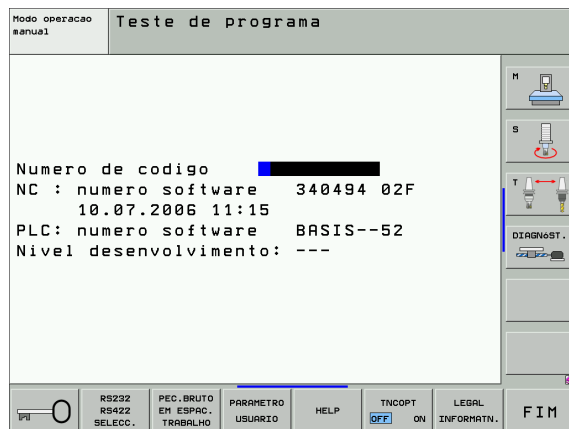 Modo operacao
manual
Teste de programa
Numero de codigo
NC : numero software 340494 02F
10.07.2006 11:15
PLC: numero software BASIS--52
Nivel desenvolvimento: ---
M
S
T
DIAGNóST.
RS232
RS422
SELECC.
PEC.BRUTO
EM ESPAC.
TRABALHO
PARAMETRO
USUARIO
HELP
TNCOPT
OFF ON
LEGAL
INFORMATN.
FIM